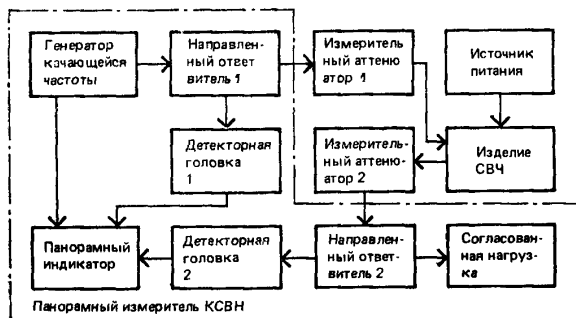 Генератор
качающейся
частоты
Направлен-
ный ответ
витель 1
Измеритель
ный аттеню-
атор 1
Источник
питания
Детекторная
головка
1
Измеритель-
ный аттеню-
атор 2
Изделие
СВЧ
Панорамный
индикатор
Детекторная
головка
2
Направлен-
ный ответ-
витель 2
Согласован-
ная нагруз-
ка
Панорамный измеритель КСВН